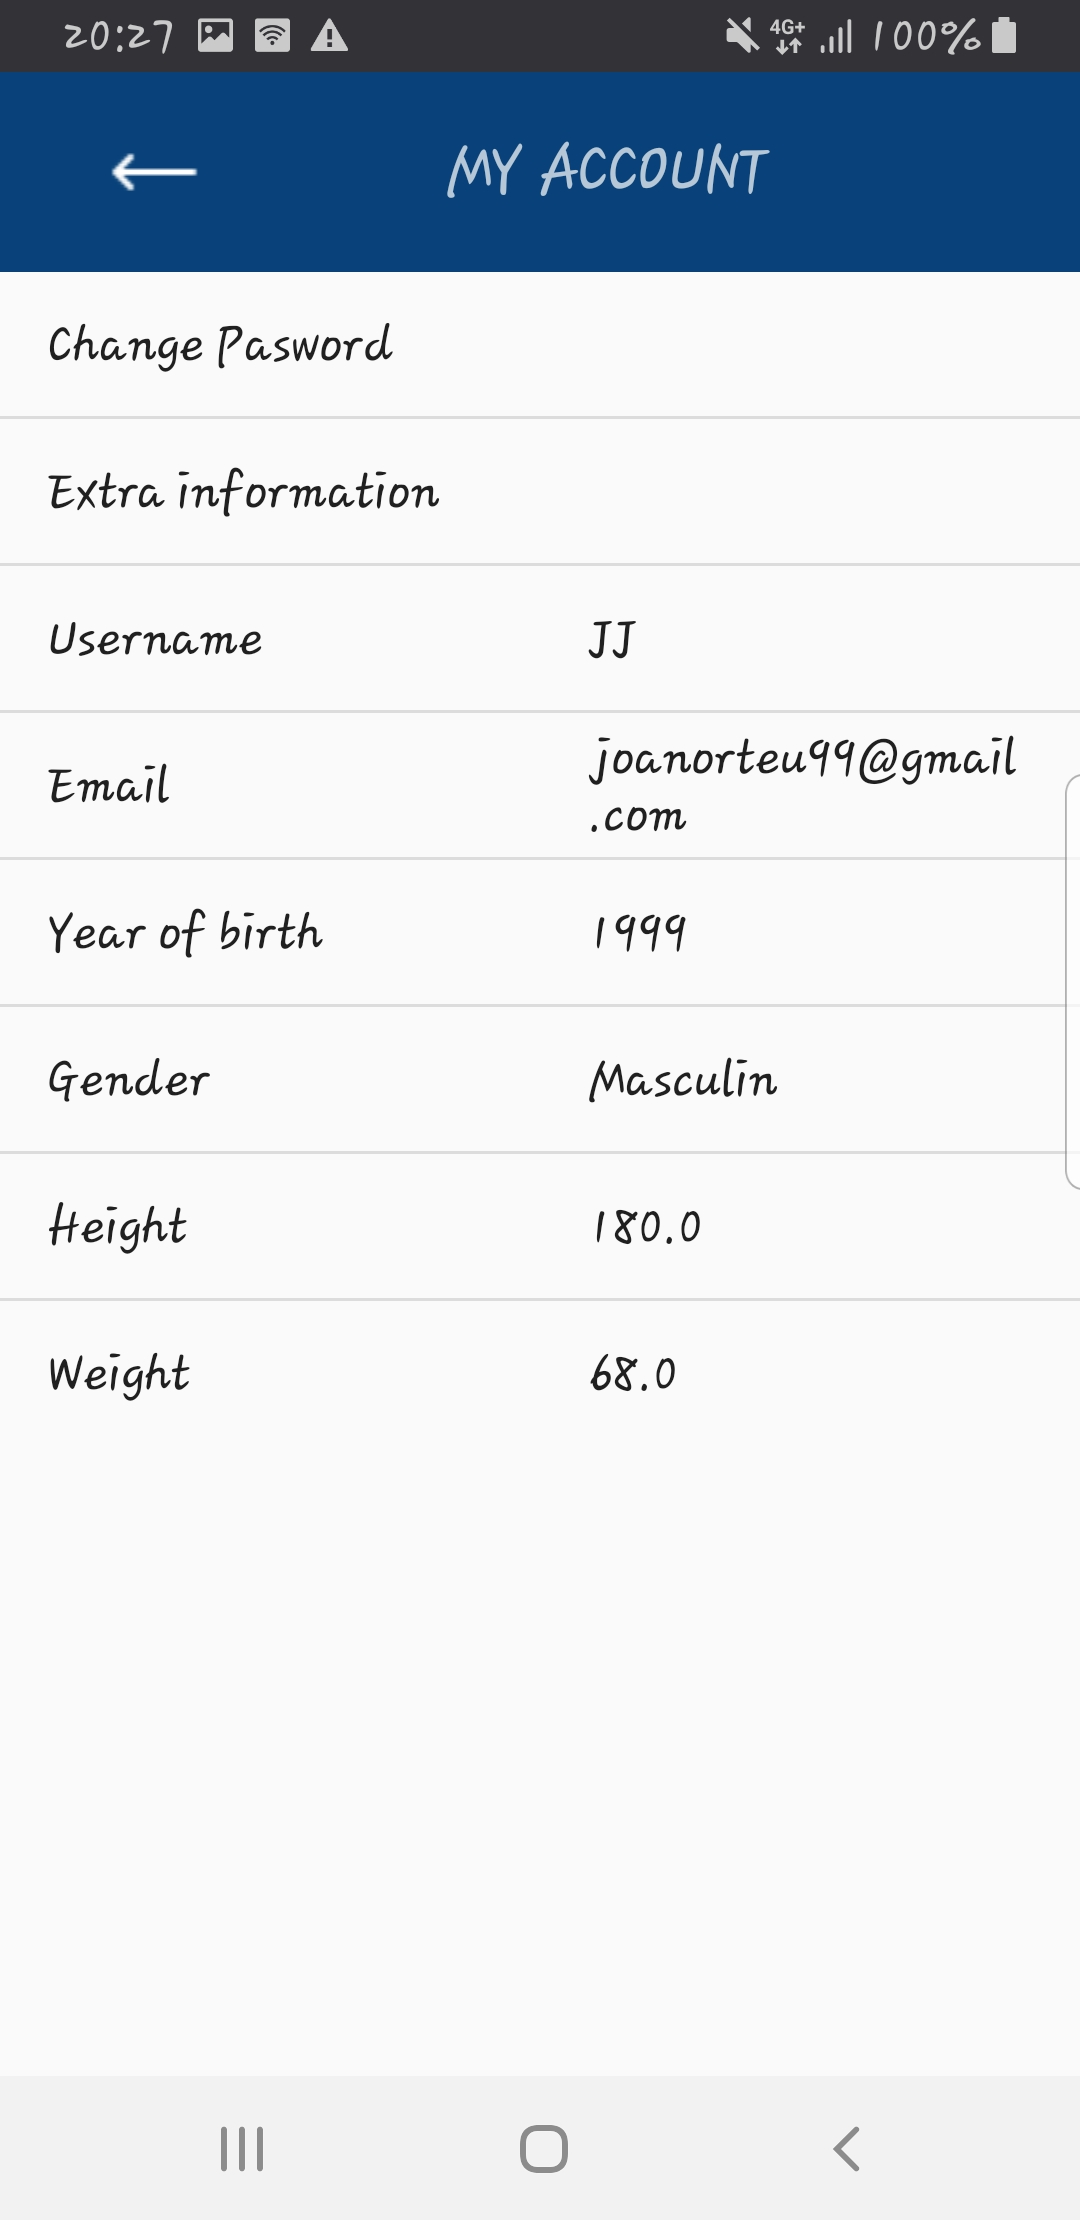 20:27 4G+ 100%
MY ACCOUNT
Change Pasword
Extra information
Username JJ
Email joanorteu99@gmail
.com
Year of birth 1999
Gender Masculin
Height 180.0
Weight 68.0